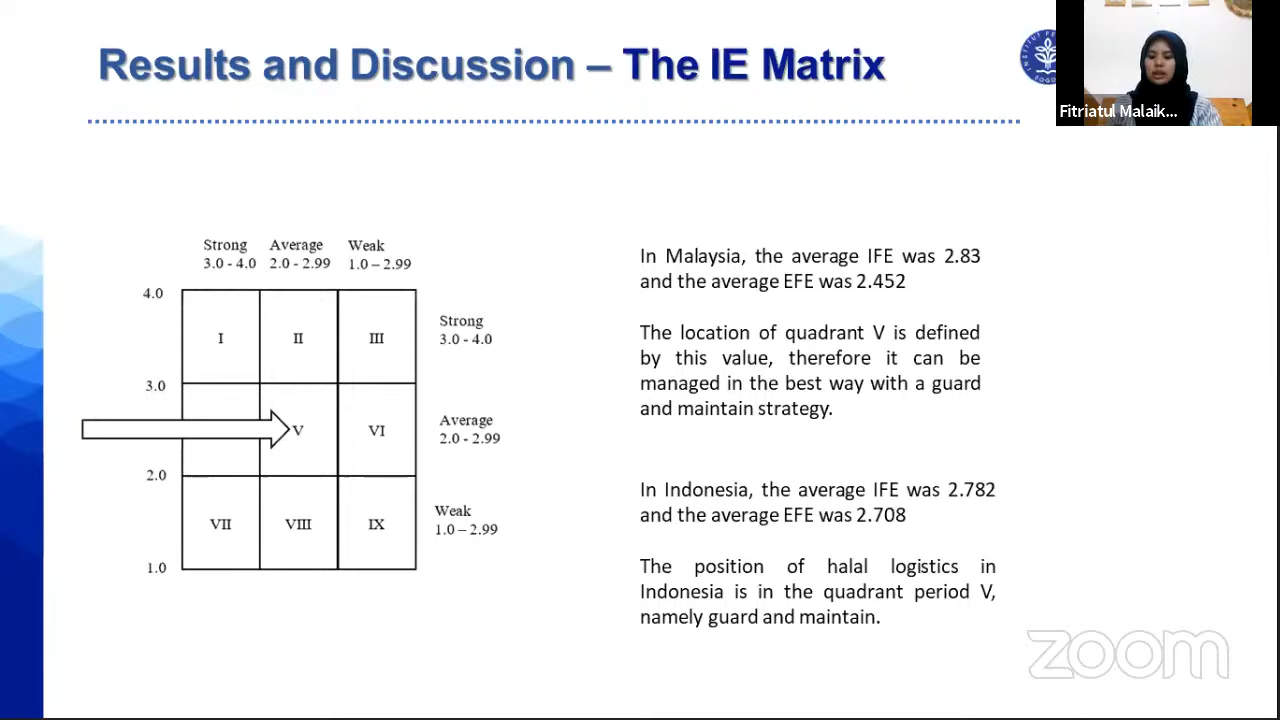 Results and Discussion – The IE Matrix
Fitriatul Malaik...
Strong Average Weak
3.0 - 4.0 2.0 - 2.99 1.0 – 2.99
4.0
I II III
Strong
3.0 - 4.0
3.0
V VI
Average
2.0 - 2.99
2.0
VII VIII IX
Weak
1.0 – 2.99
1.0
In Malaysia, the average IFE was 2.83
and the average EFE was 2.452
The location of quadrant V is defined
by this value, therefore it can be
managed in the best way with a guard
and maintain strategy.
In Indonesia, the average IFE was 2.782
and the average EFE was 2.708
The position of halal logistics in
Indonesia is in the quadrant period V,
namely guard and maintain.
zoom